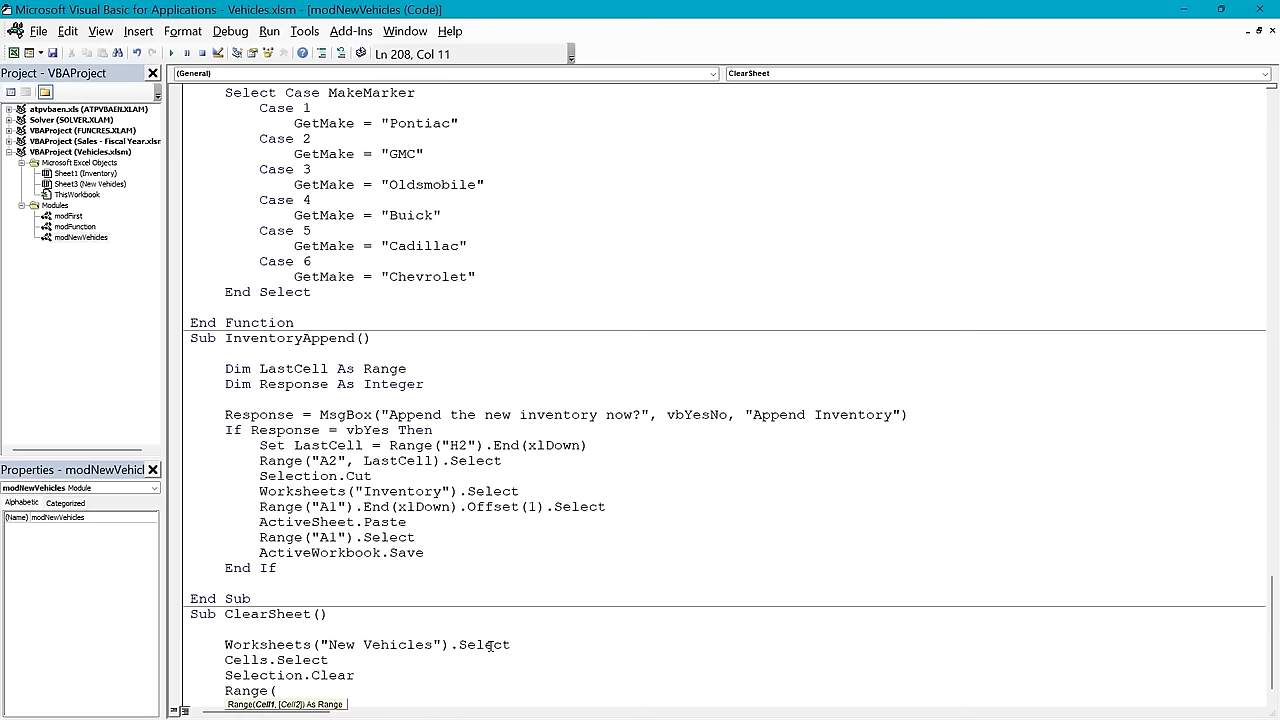 Microsoft Visual Basic for Applications - Vehicles.xlsm - [modNewVehicles (Code)]
File Edit View Insert Format Debug Run Tools Add-Ins Window Help
Ln 208, Col 11
Project - VBAProject
(General)
ClearSheet
atpvbaen.xls (ATPVBAEN.XLAM)
Solver (SOLVER.XLAM)
VBAProject (FUNCRES.XLAM)
VBAProject (Sales - Fiscal Year.xlsm
VBAProject (Vehicles.xlsm)
Microsoft Excel Objects
Sheet1 (Inventory)
Sheet3 (New Vehicles)
ThisWorkbook
Modules
modFirst
modFunction
modNewVehides
Properties - modNewVehicl
modNewVehicles Module
Alphabetic Categorized
(Name) modNewVehicles
Select Case MakeMarker
Case 1
GetMake = "Pontiac"
Case 2
GetMake = "GMC"
Case 3
GetMake = "Oldsmobile"
Case 4
GetMake = "Buick"
Case 5
GetMake = "Cadillac"
Case 6
GetMake = "Chevrolet"
End Select
End Function
Sub InventoryAppend()
Dim LastCell As Range
Dim Response As Integer
Response = MsgBox("Append the new inventory now?", vbYesNo, "Append Inventory")
If Response = vbYes Then
Set LastCell = Range("H2").End(xlDown)
Range("A2", LastCell).Select
Selection.Cut
Worksheets("Inventory").Select
Range("A1").End(xlDown).Offset(1).Select
ActiveSheet.Paste
Range("A1").Select
ActiveWorkbook.Save
End If
End Sub
Sub ClearSheet()
Worksheets("New Vehicles").Select
Cells.Select
Selection.Clear
Range(
Range(Cell1, [Cell2]) As Range